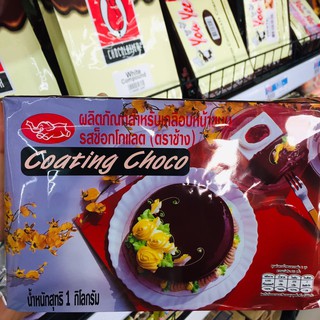 CHOCOLADERIE
White
Compound
Vee
Vee
ผลิตภัณฑ์สำหรับเคลือบหน้าขนม
รสช็อกโกแลต (ตราช้าง)
Coating Choco
น้ำหนักสุทธิ 1 กิโลกรัม